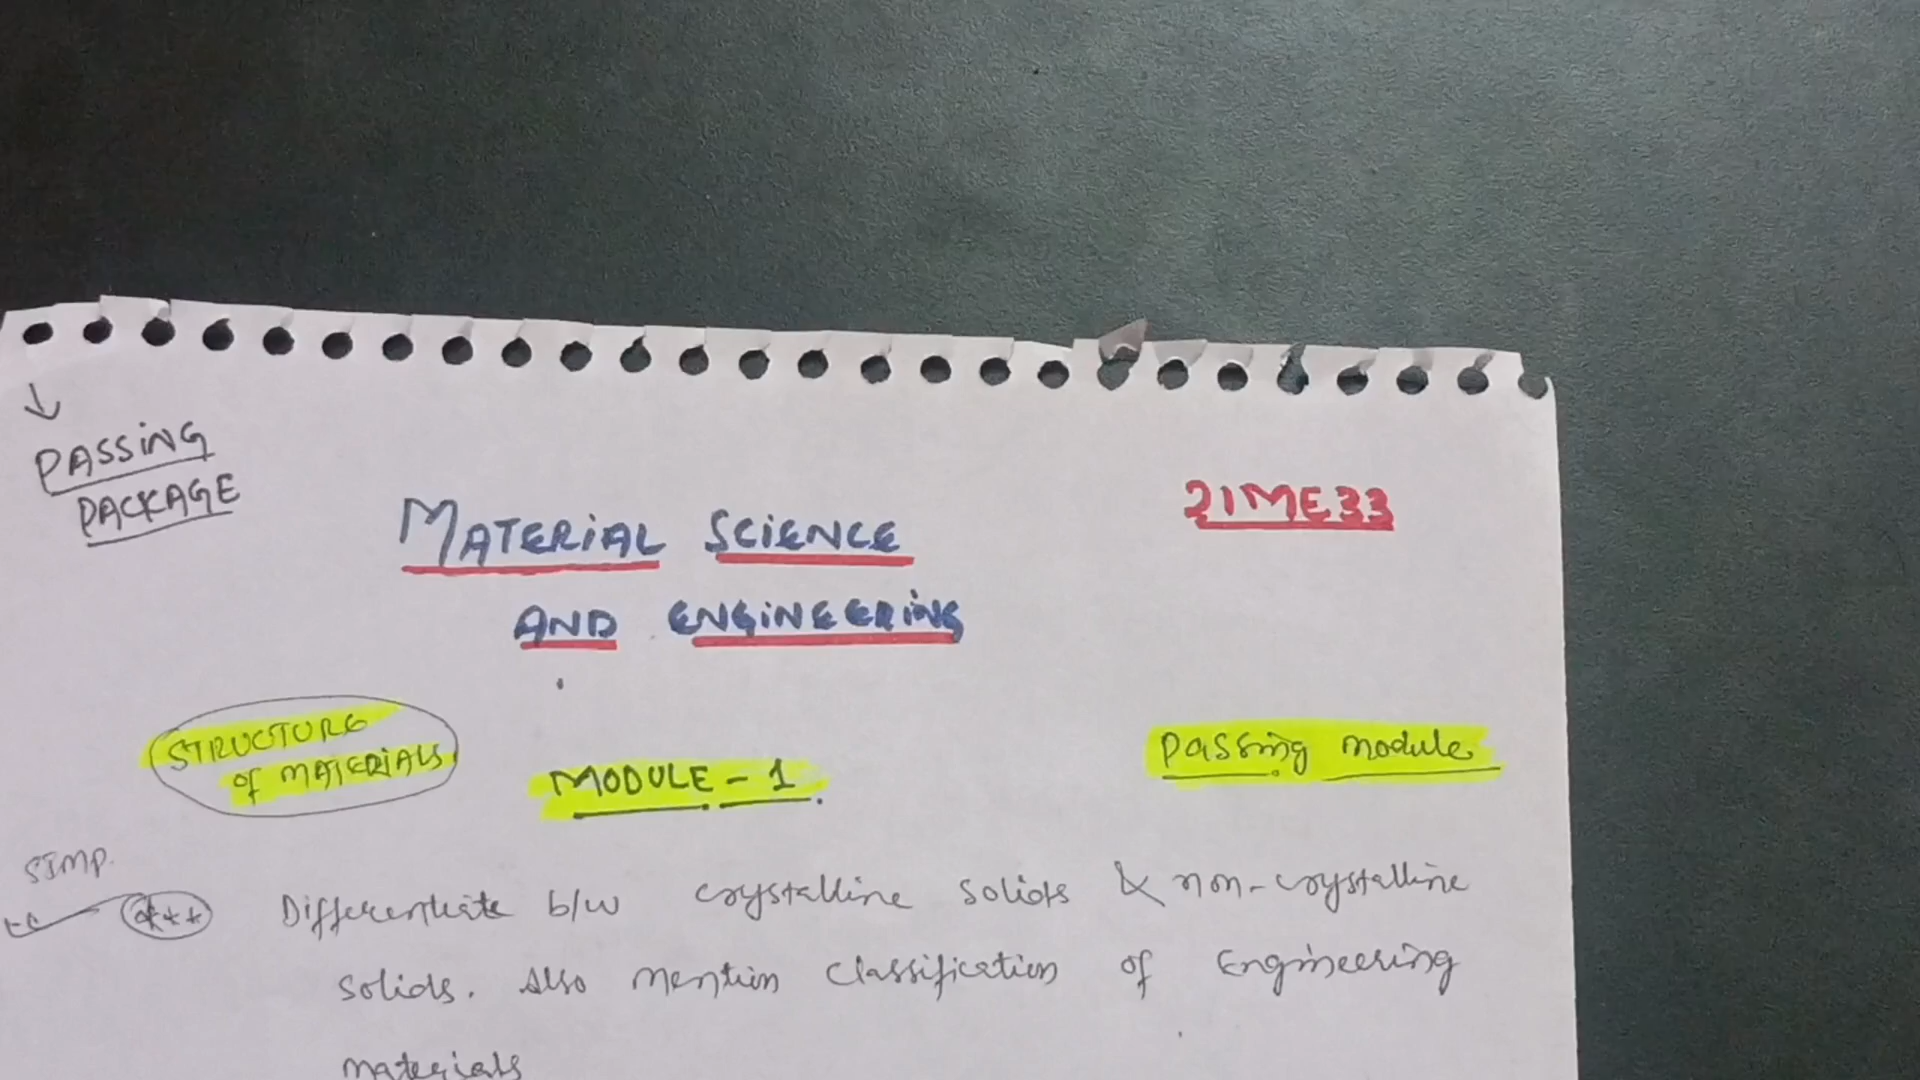 PASSING
PACKAGE
MATERIAL SCIENCE
21ME33
AND ENGINEERING
STRUCTURE
of MATERIALS
MODULE - 1
Passing module
SIMP.
*** Differentiate b/w crystalline solids & non-crystalline
solids. Also mention classification of Engineering
materials